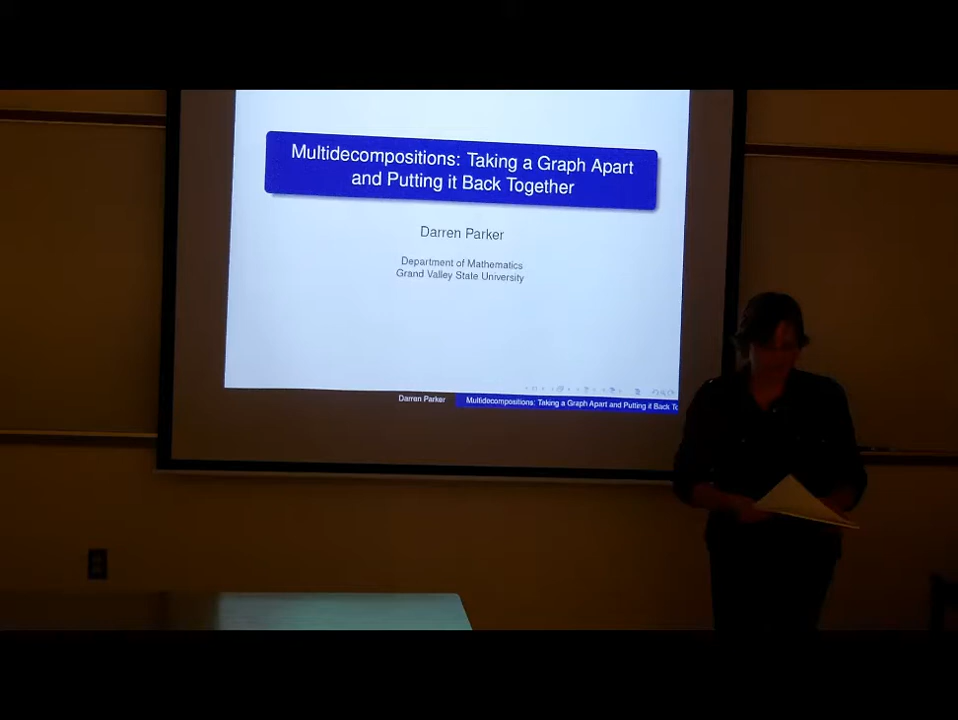 Multidecompositions: Taking a Graph Apart
and Putting it Back Together
Darren Parker
Department of Mathematics
Grand Valley State University
Darren Parker Multidecompositions: Taking a Graph Apart and Putting it Back To